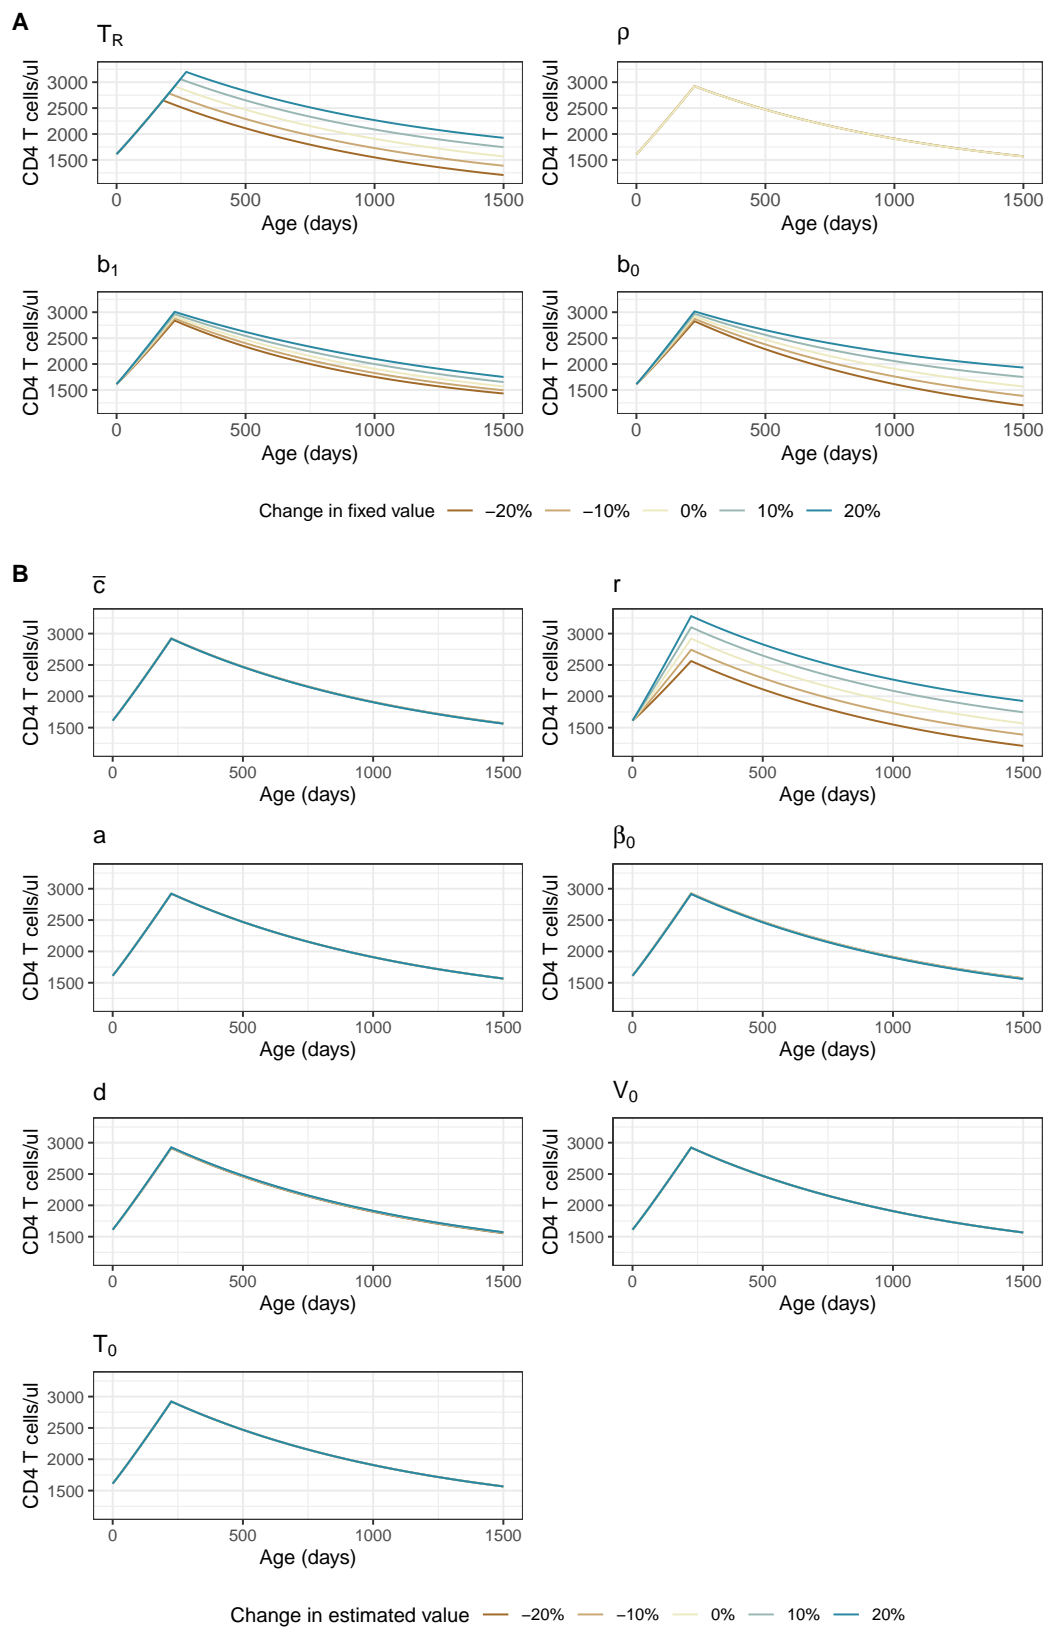 A
T_R ρ
CD4 T cells/ul CD4 T cells/ul
3000 3000
2500 2500
2000 2000
1500 1500
0 500 1000 1500 0 500 1000 1500
Age (days) Age (days)
b_1 b_0
CD4 T cells/ul CD4 T cells/ul
3000 3000
2500 2500
2000 2000
1500 1500
0 500 1000 1500 0 500 1000 1500
Age (days) Age (days)
Change in fixed value −20% −10% 0% 10% 20%
B
c̅ r
CD4 T cells/ul CD4 T cells/ul
3000 3000
2500 2500
2000 2000
1500 1500
0 500 1000 1500 0 500 1000 1500
Age (days) Age (days)
a β_0
CD4 T cells/ul CD4 T cells/ul
3000 3000
2500 2500
2000 2000
1500 1500
0 500 1000 1500 0 500 1000 1500
Age (days) Age (days)
d V_0
CD4 T cells/ul CD4 T cells/ul
3000 3000
2500 2500
2000 2000
1500 1500
0 500 1000 1500 0 500 1000 1500
Age (days) Age (days)
T_0
CD4 T cells/ul
3000
2500
2000
1500
0 500 1000 1500
Age (days)
Change in estimated value −20% −10% 0% 10% 20%